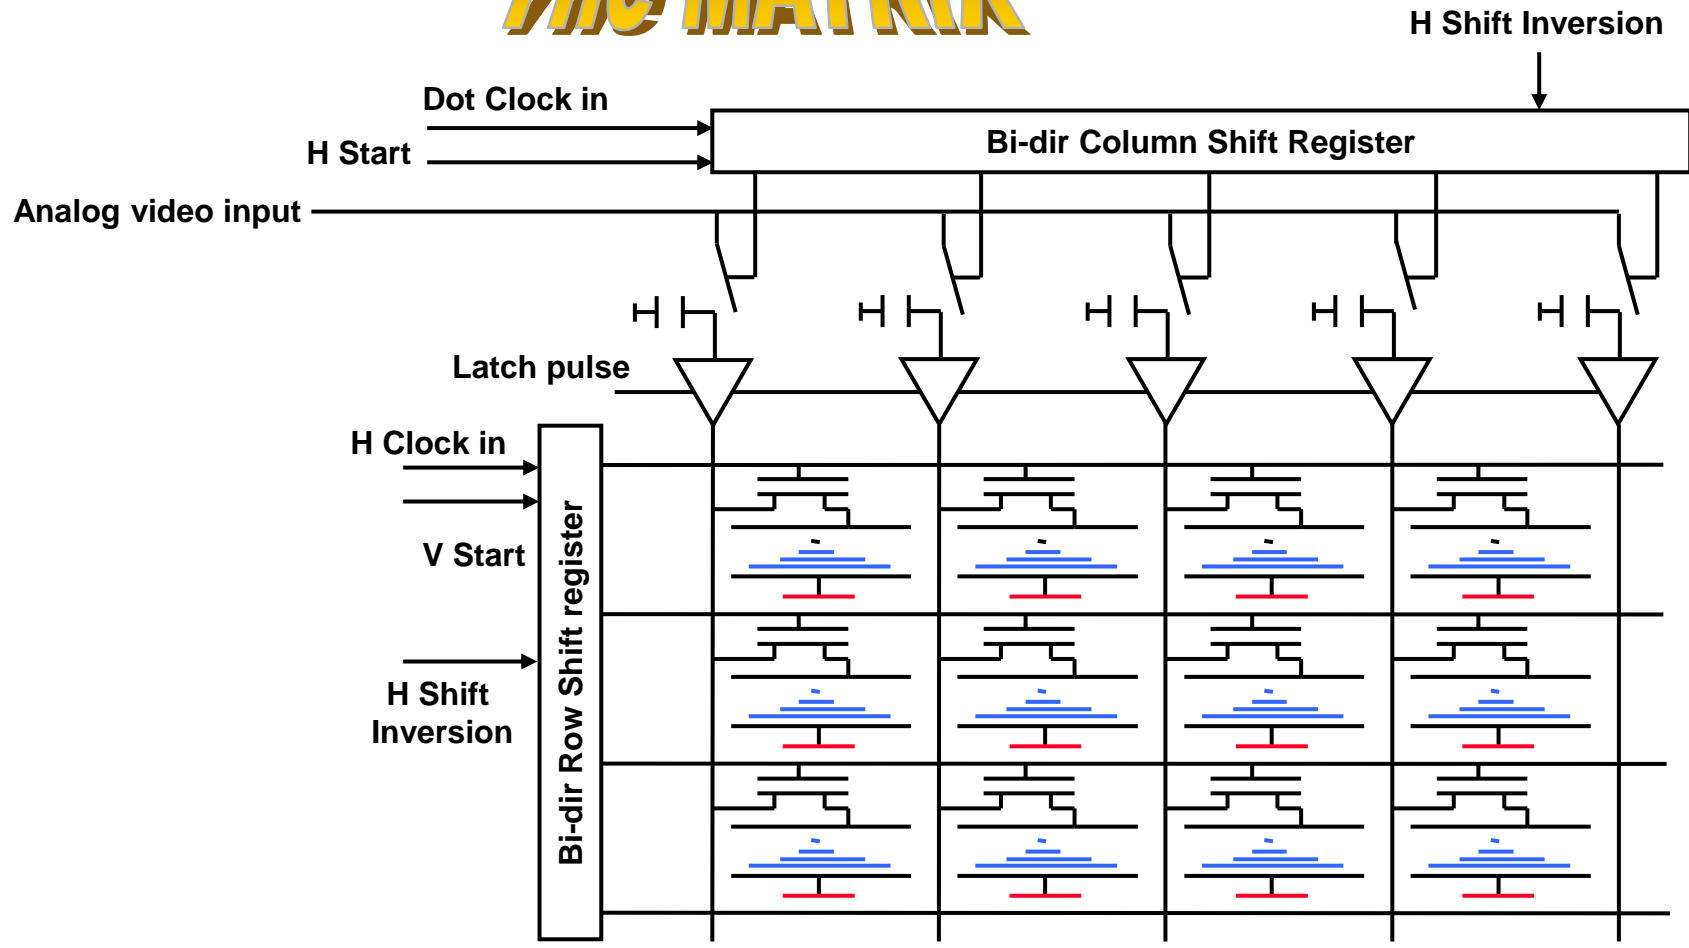 MATRIX
H Shift Inversion
Dot Clock in
H Start
Bi-dir Column Shift Register
Analog video input
Latch pulse
H Clock in
V Start
Bi-dir Row Shift register
H Shift
Inversion